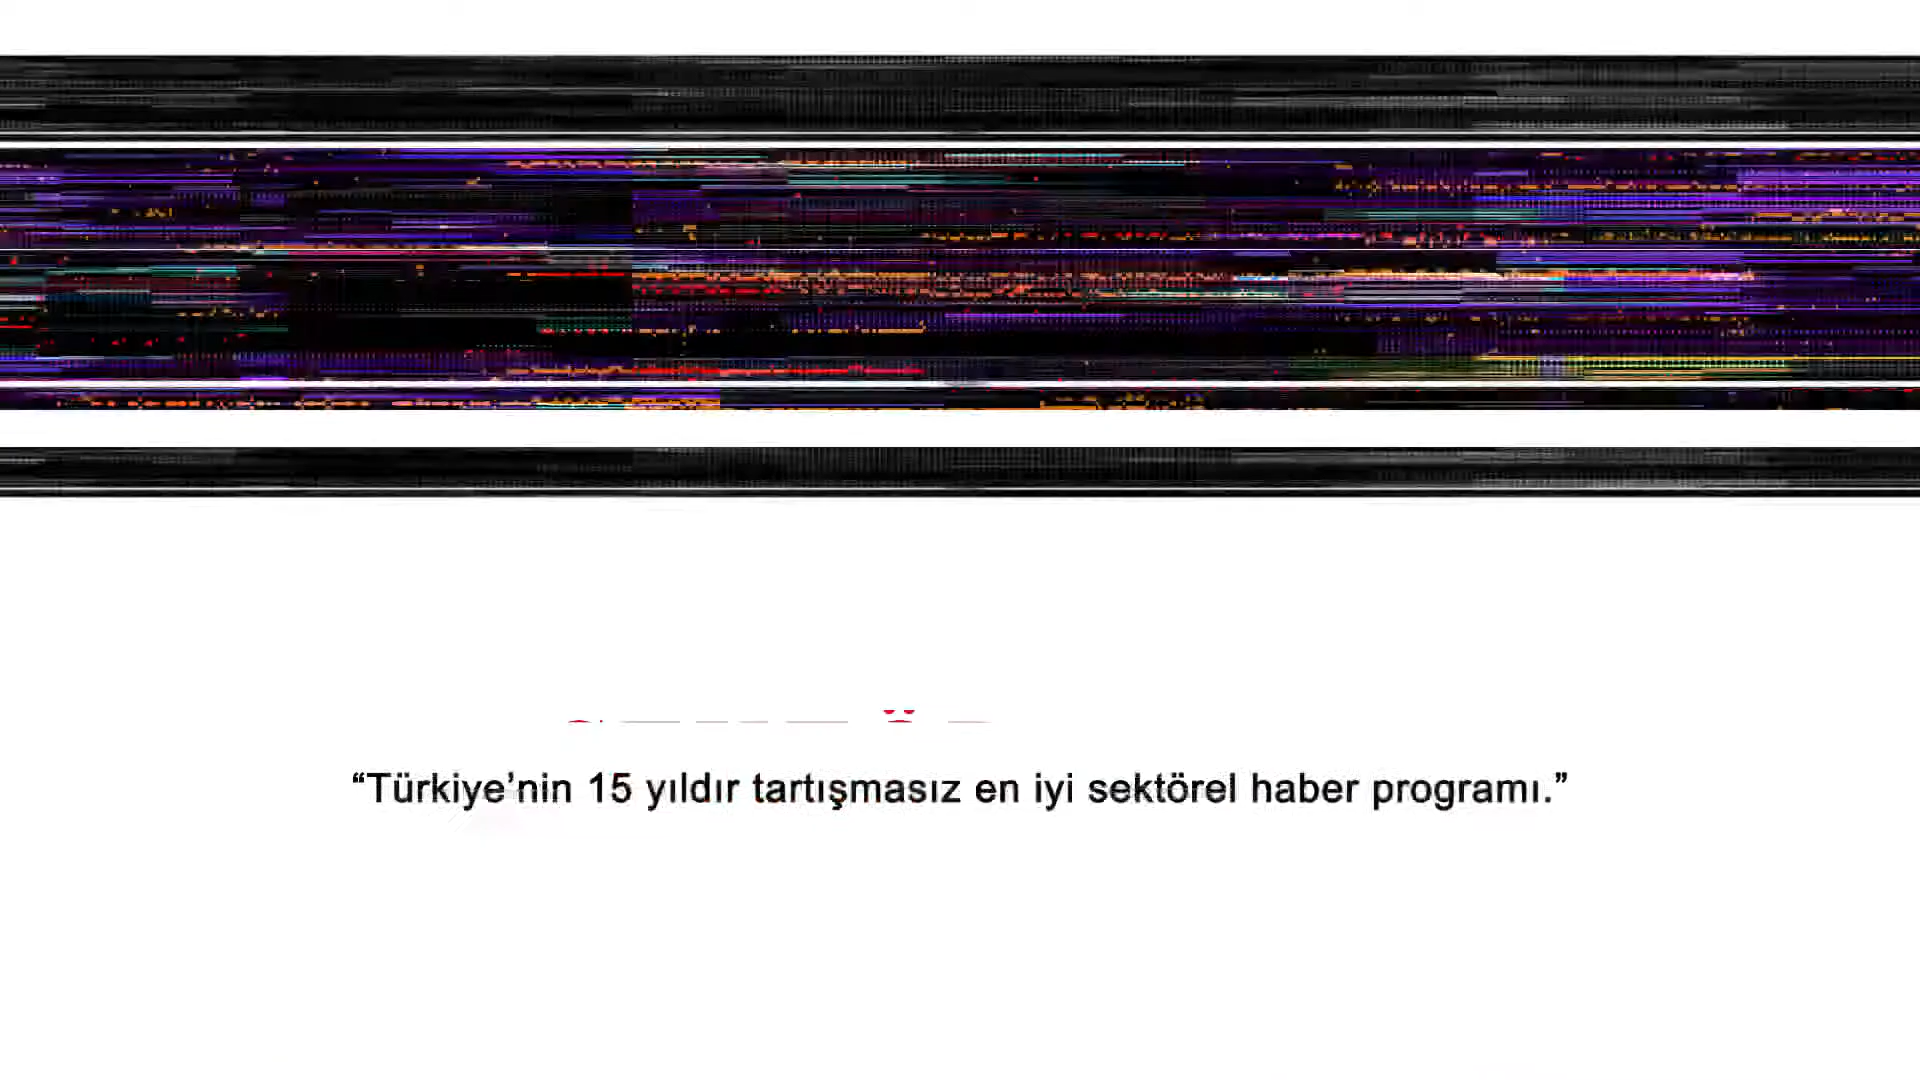 “Türkiye’nin 15 yıldır tartışmasız en iyi sektörel haber programı.”